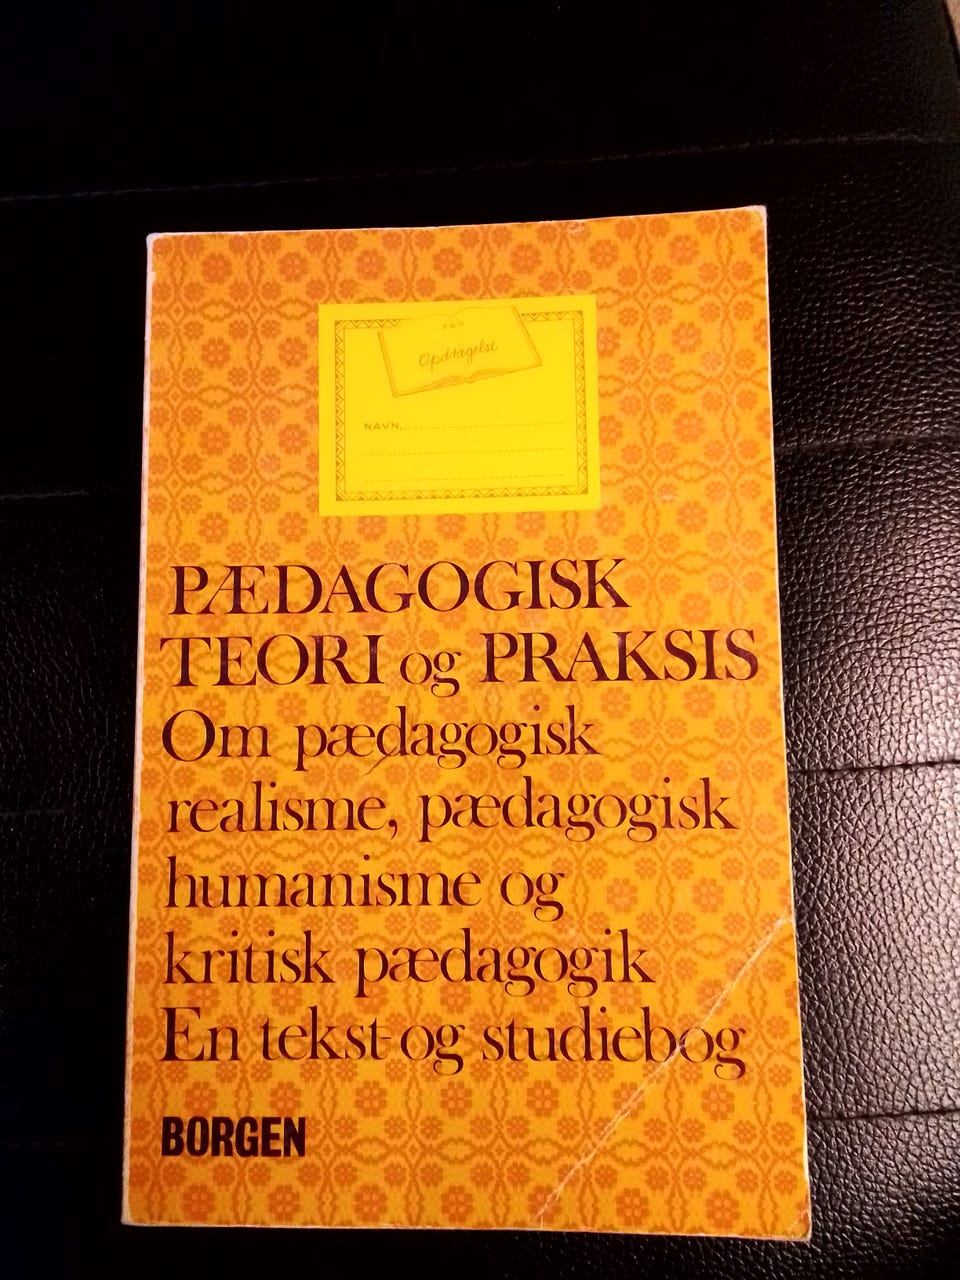 FAG
Opdragelse
NAVN
PÆDAGOGISK
TEORI og PRAKSIS
Om pædagogisk
realisme, pædagogisk
humanisme og
kritisk pædagogik
En tekst- og studiebog
BORGEN